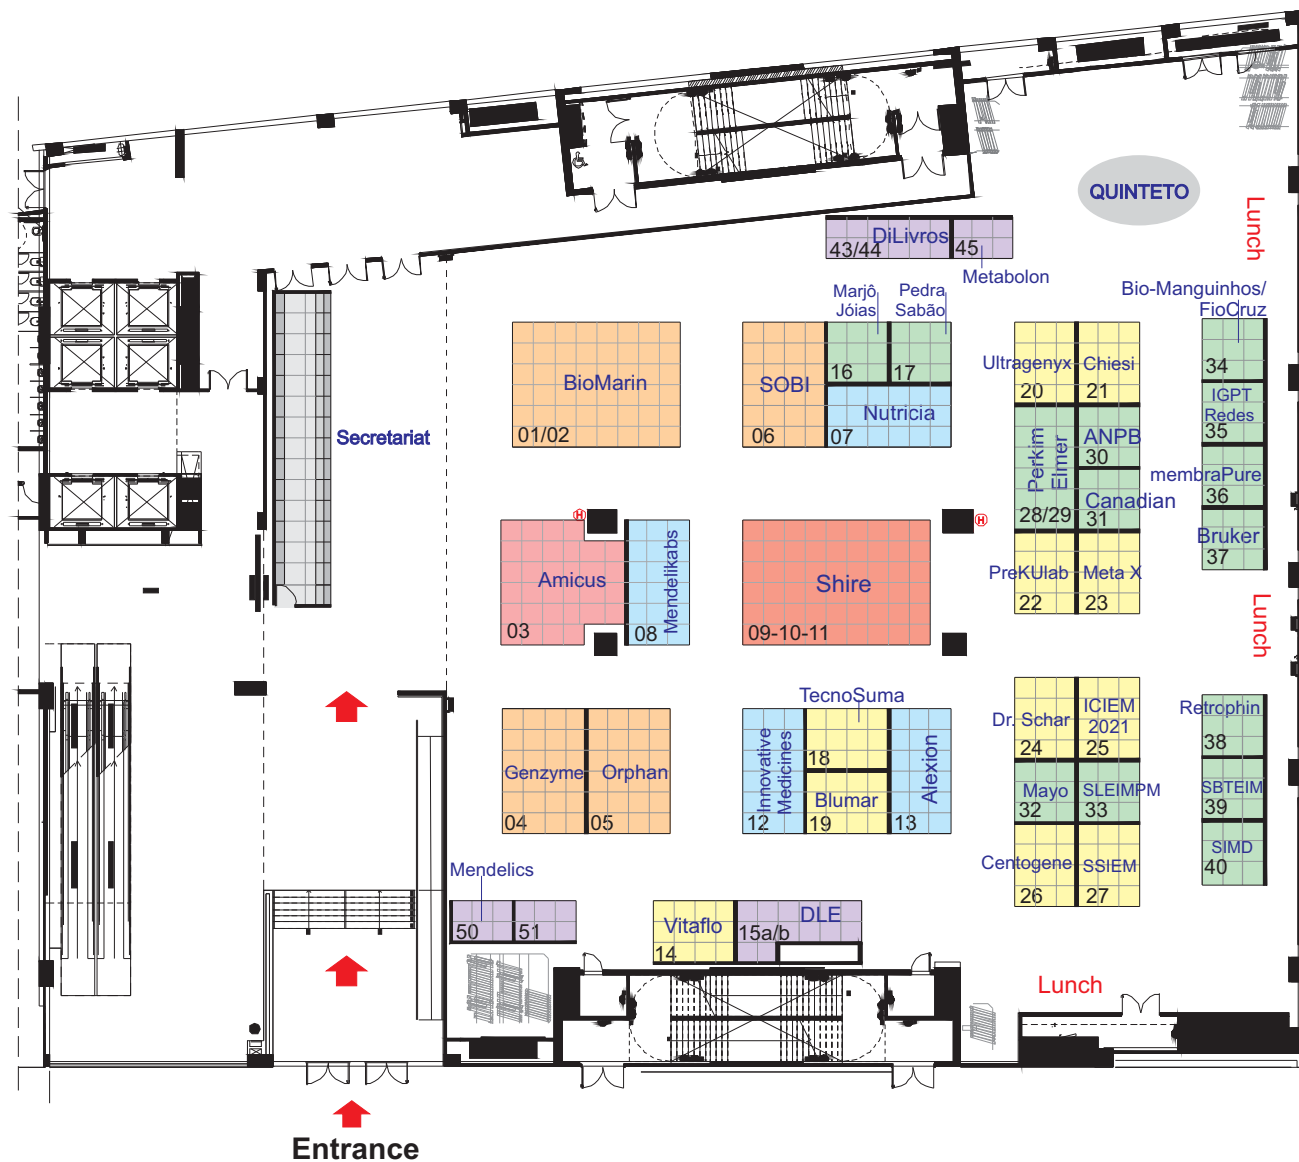 QUINTETO
Lunch
DiLivros
43/44
45
Metabolon
Marjô
Jóias
Pedra
Sabão
Bio-Manguinhos/
FioCruz
34
BioMarin
01/02
SOBI
06
16
17
Nutricia
07
Ultragenyx
20
Chiesi
21
IGPT
Redes
35
Secretariat
Perkim
Elmer
28/29
ANPB
30
Canadian
31
membraPure
36
Bruker
37
H
H
Amicus
03
Mendelikabs
08
Shire
09-10-11
PreKUlab
22
Meta X
23
Lunch
TecnoSuma
18
Dr. Schar
24
ICIEM
2021
25
Retrophin
38
Genzyme
04
Orphan
05
Innovative
Medicines
12
Blumar
19
Alexion
13
Mayo
32
SLEIMPM
33
SBTEIM
39
Centogene
26
SSIEM
27
SIMD
40
Mendelics
50
51
Vitaflo
14
DLE
15a/b
Lunch
Entrance